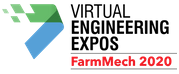 VIRTUAL
ENGINEERING
EXPOS
FarmMech 2020